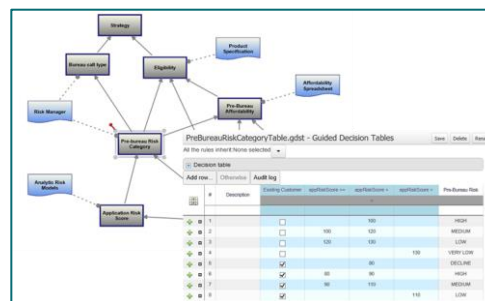 Strategy
Product
Specification
Bureau call type
Eligibility
Affordability
Spreadsheet
Risk Manager
Pre-Bureau
Affordability
Pre-bureau Risk
Category
Analytic Risk
Models
Application Risk
Score
PreBureauRiskCategoryTable.gdst - Guided Decision Tables
Save Delete
All the rules inherit: None selected
Decision table
Add row... Otherwise Audit log
# Description Existing Customer appRiskScore >= appRiskScore < appRiskScore > Pre-Bureau Risk
1 100 HIGH
2 100 120 MEDIUM
3 120 130 LOW
4 130 VERY LOW
5 80 DECLINE
6 80 90 HIGH
7 90 110 MEDIUM
8 110 LOW